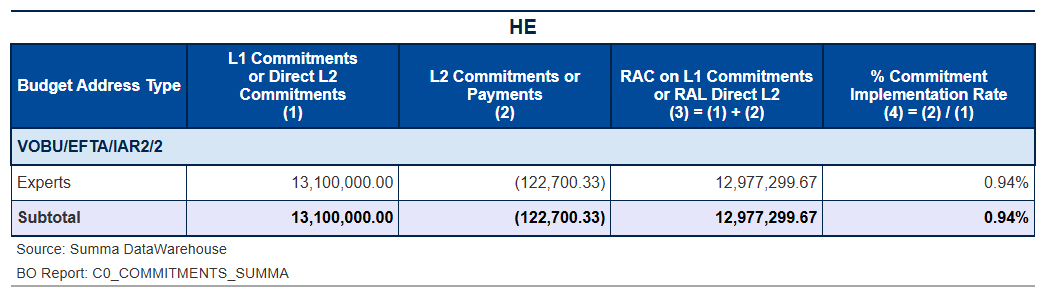 HE
Budget Address Type
L1 Commitments
or Direct L2
Commitments
(1)
L2 Commitments or
Payments
(2)
RAC on L1 Commitments
or RAL Direct L2
(3) = (1) + (2)
% Commitment
Implementation Rate
(4) = (2) / (1)
VOBU/EFTA/IAR2/2
Experts 13,100,000.00 (122,700.33) 12,977,299.67 0.94%
Subtotal 13,100,000.00 (122,700.33) 12,977,299.67 0.94%
Source: Summa DataWarehouse
BO Report: C0_COMMITMENTS_SUMMA